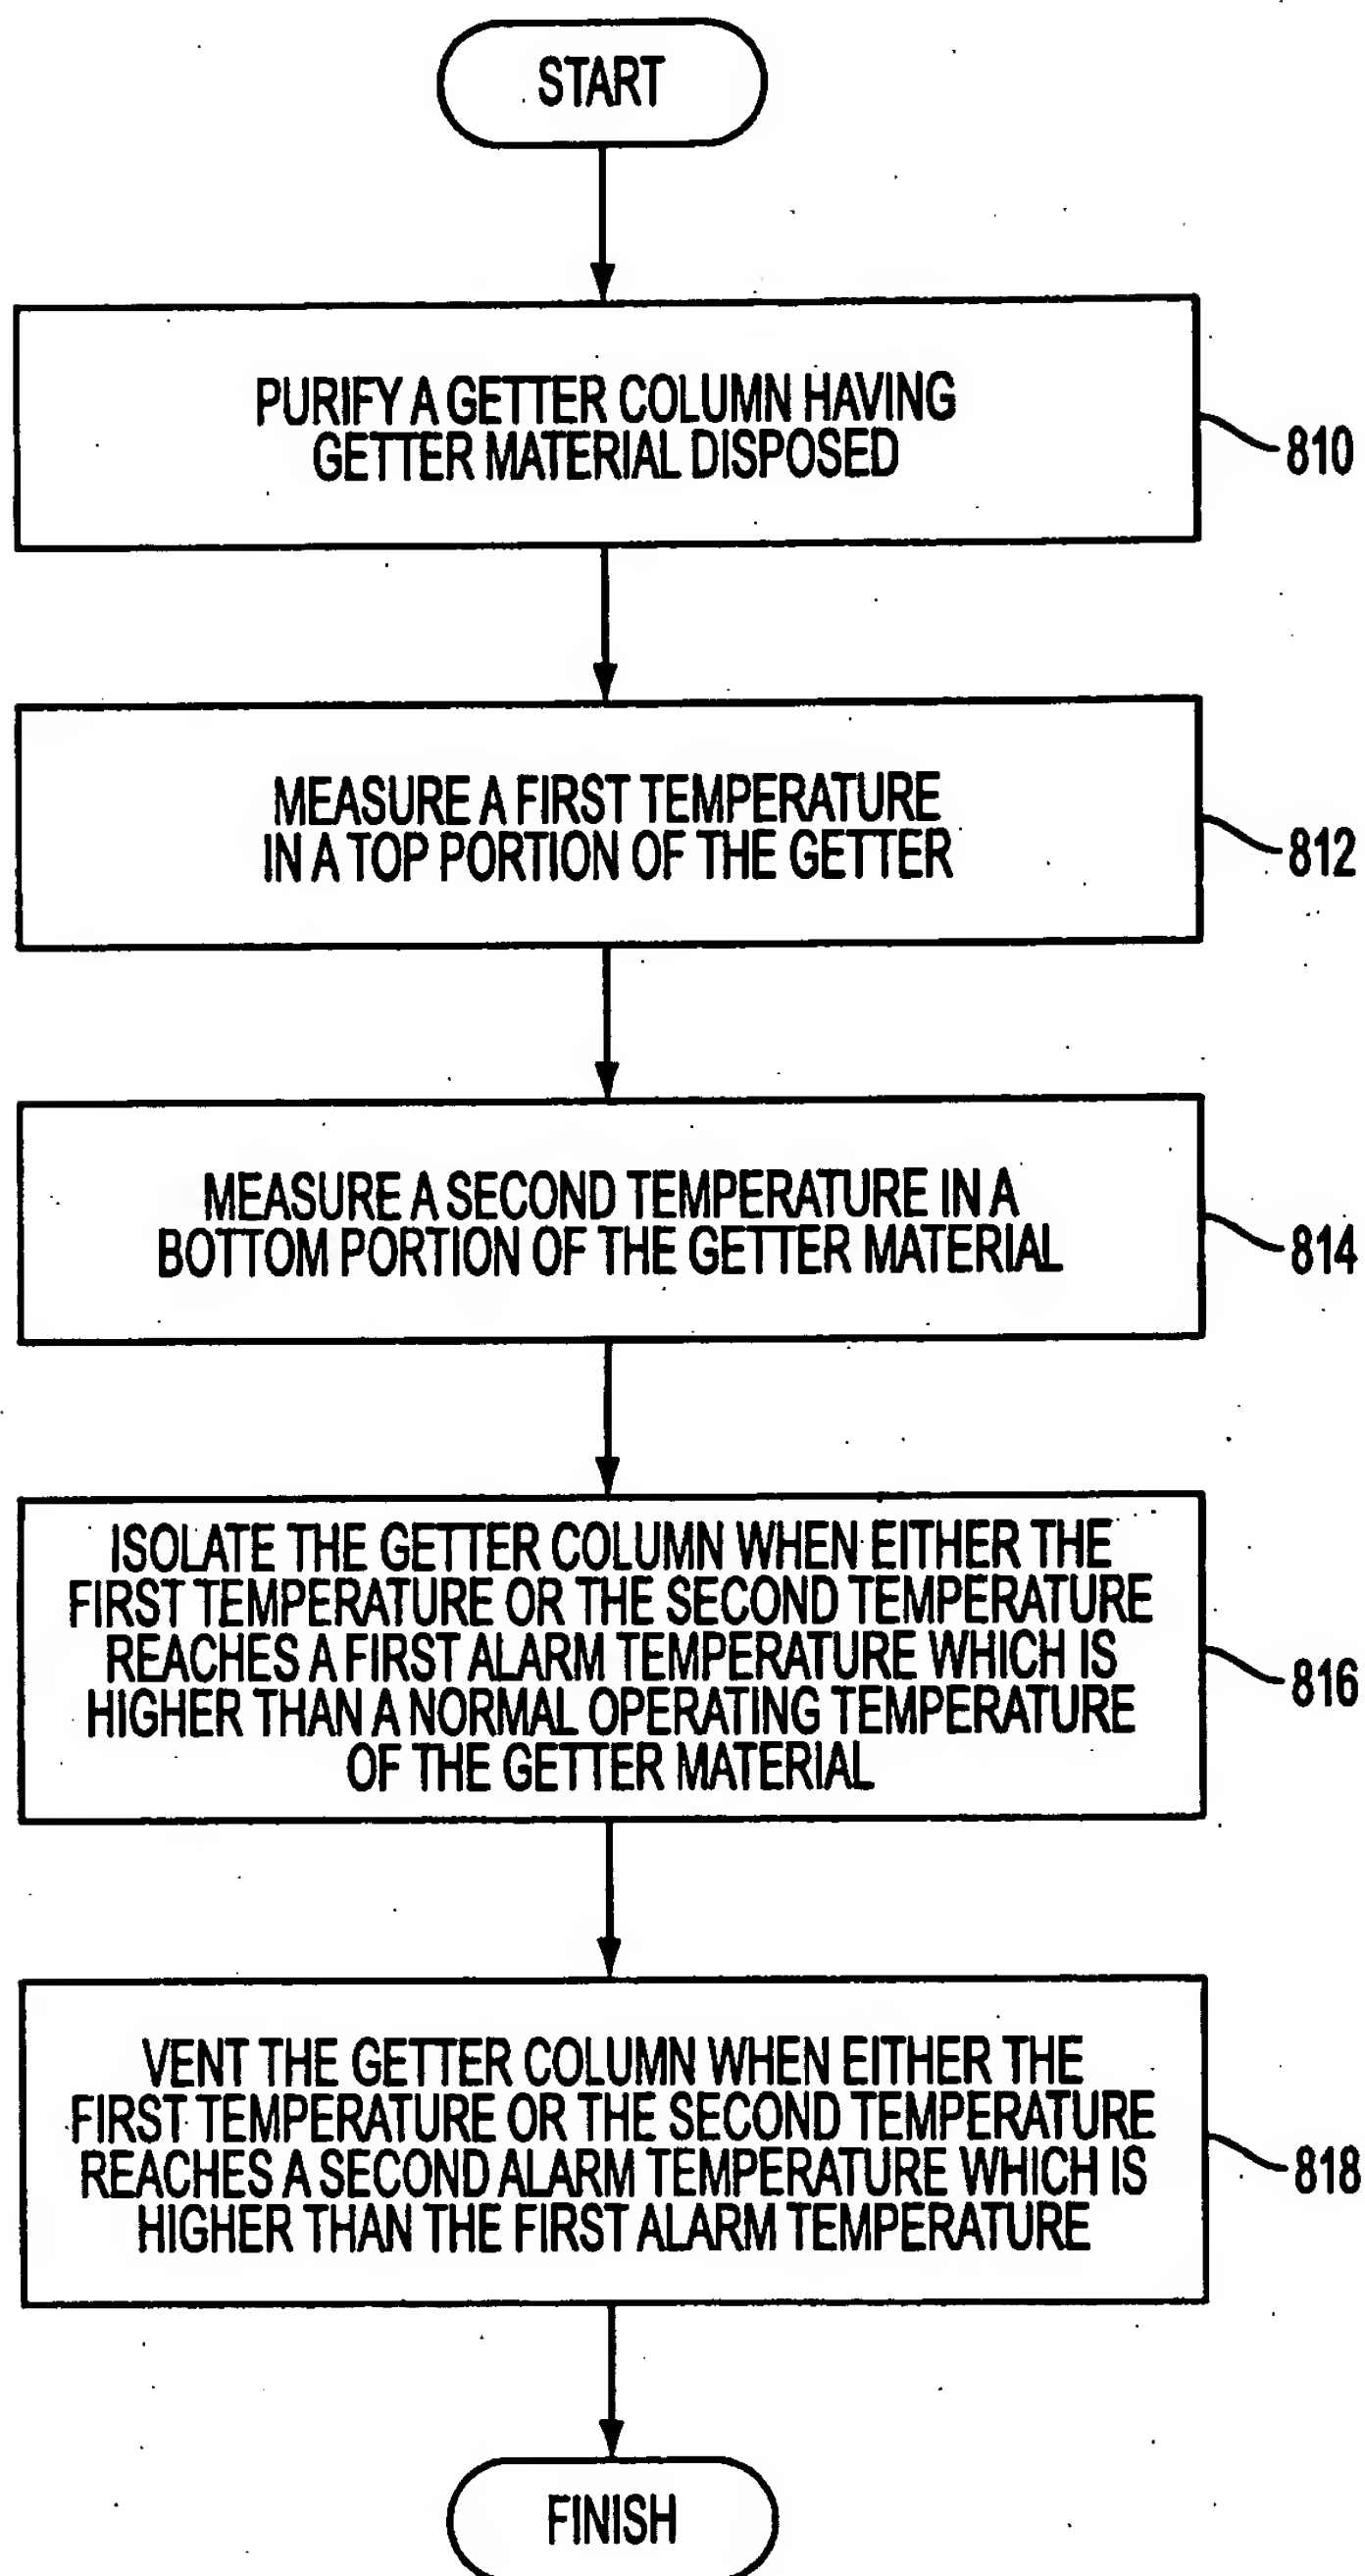 START
PURIFY A GETTER COLUMN HAVING
GETTER MATERIAL DISPOSED
810
MEASURE A FIRST TEMPERATURE
IN A TOP PORTION OF THE GETTER
812
MEASURE A SECOND TEMPERATURE IN A
BOTTOM PORTION OF THE GETTER MATERIAL
814
ISOLATE THE GETTER COLUMN WHEN EITHER THE
FIRST TEMPERATURE OR THE SECOND TEMPERATURE
REACHES A FIRST ALARM TEMPERATURE WHICH IS
HIGHER THAN A NORMAL OPERATING TEMPERATURE
OF THE GETTER MATERIAL
816
VENT THE GETTER COLUMN WHEN EITHER THE
FIRST TEMPERATURE OR THE SECOND TEMPERATURE
REACHES A SECOND ALARM TEMPERATURE WHICH IS
HIGHER THAN THE FIRST ALARM TEMPERATURE
818
FINISH